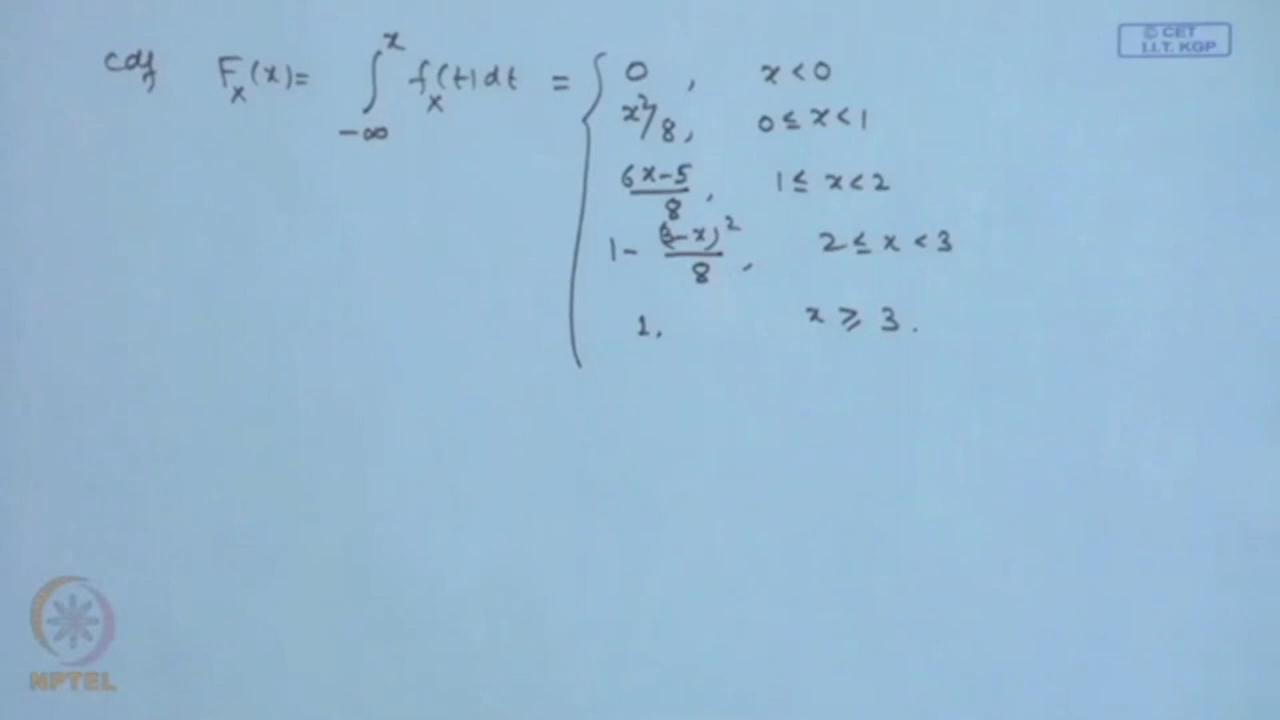 © CET
I.I.T. KGP
cdf F_X(x) = ∫_{-∞}^{x} f_X(t) dt = { 0, x < 0
x²/8, 0 ≤ x < 1
(6x-5)/8, 1 ≤ x < 2
1 - (3-x)²/8, 2 ≤ x < 3
1. x ≥ 3.
NPTEL